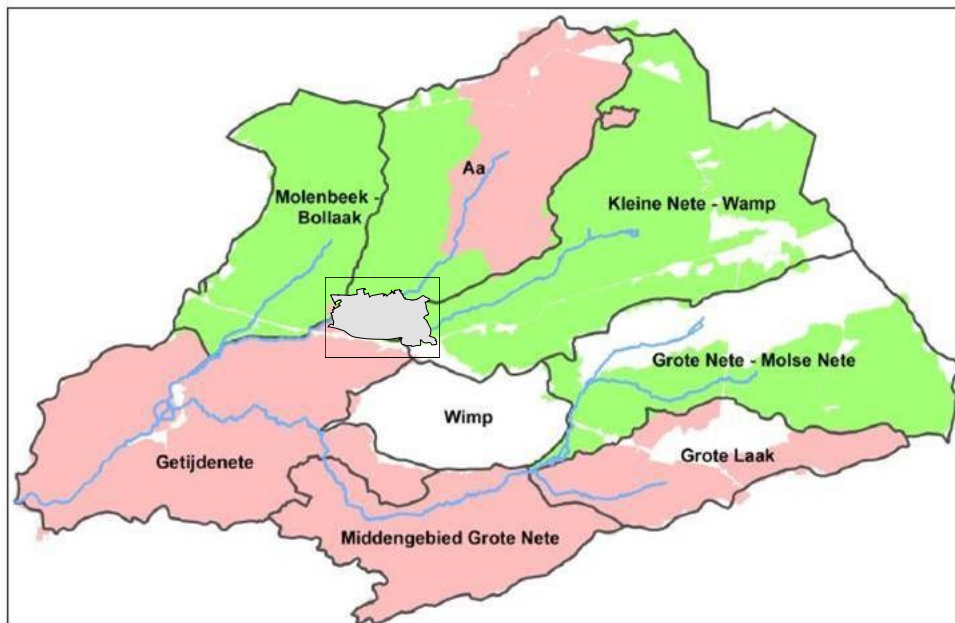 Aa
Molenbeek -
Bollaak
Kleine Nete - Wamp
Grote Nete - Molse Nete
Wimp
Grote Laak
Getijdenete
Middengebied Grote Nete